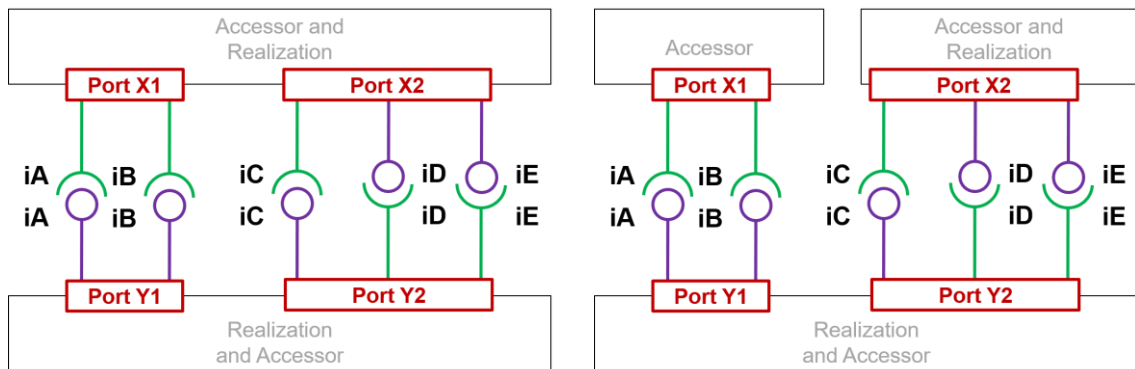 Accessor and
Realization
Port X1
Port X2
iA
iB
iC
iD
iE
iA
iB
iC
iD
iE
Port Y1
Port Y2
Realization
and Accessor
Accessor
Accessor and
Realization
Port X1
Port X2
iA
iB
iC
iD
iE
iA
iB
iC
iD
iE
Port Y1
Port Y2
Realization
and Accessor